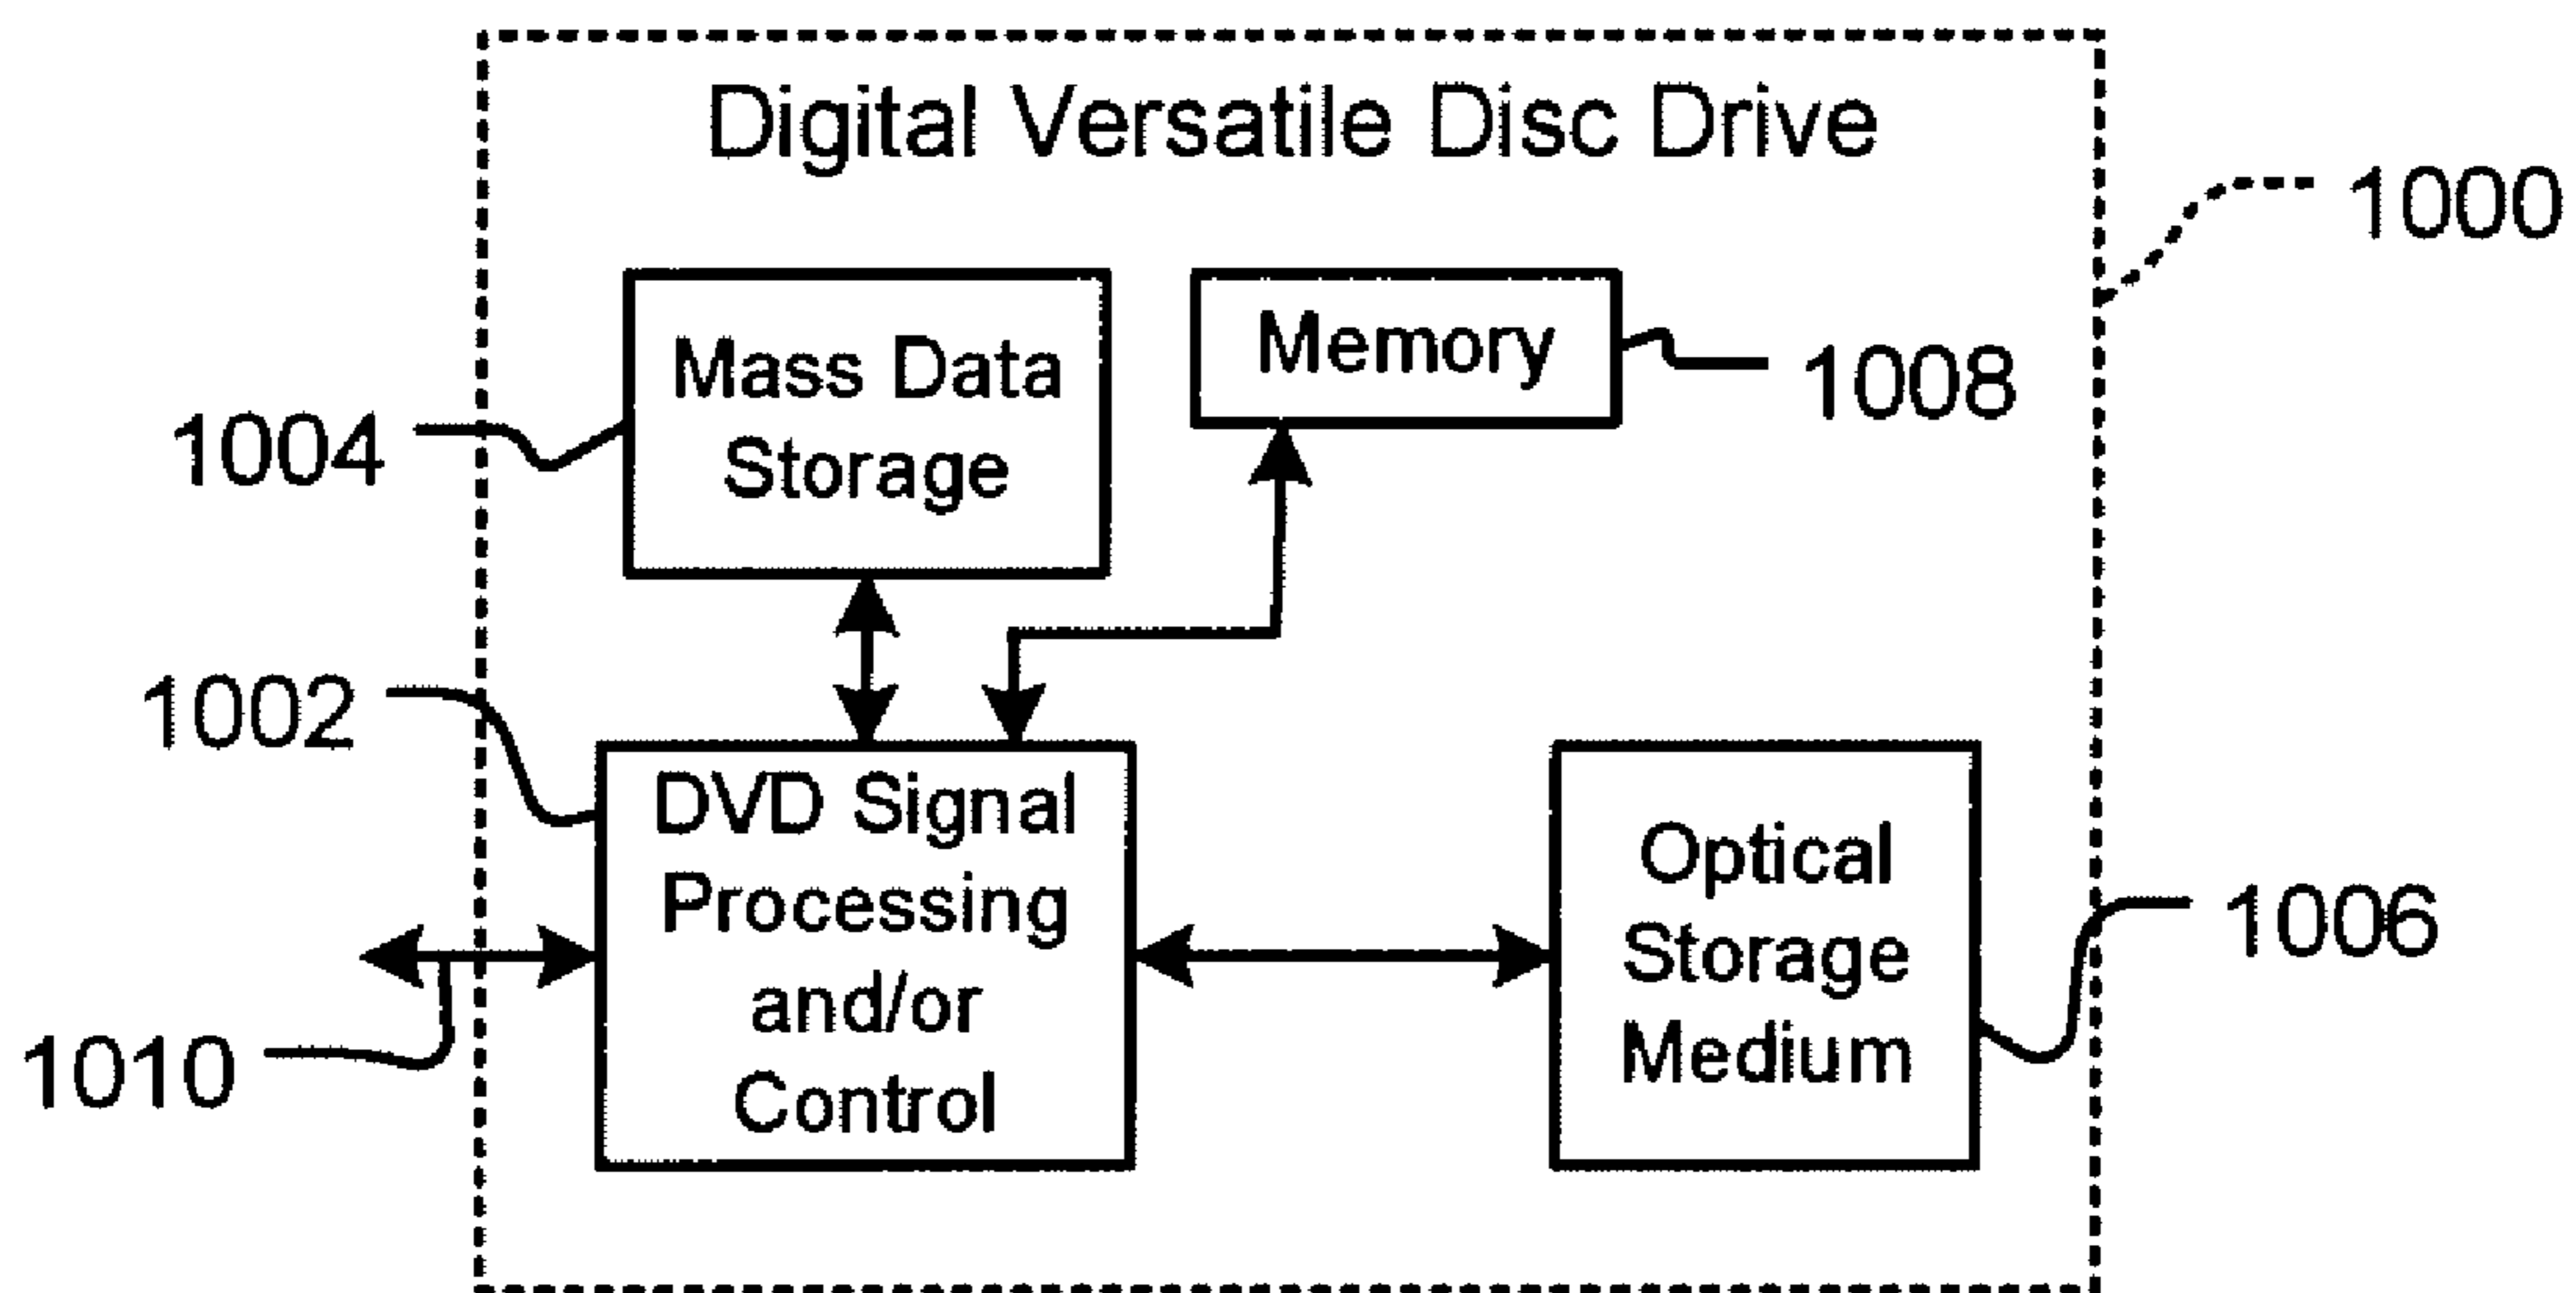 Digital Versatile Disc Drive
1000
Mass Data
Storage
Memory
1008
1004
1002
DVD Signal
Processing
and/or
Control
Optical
Storage
Medium
1006
1010